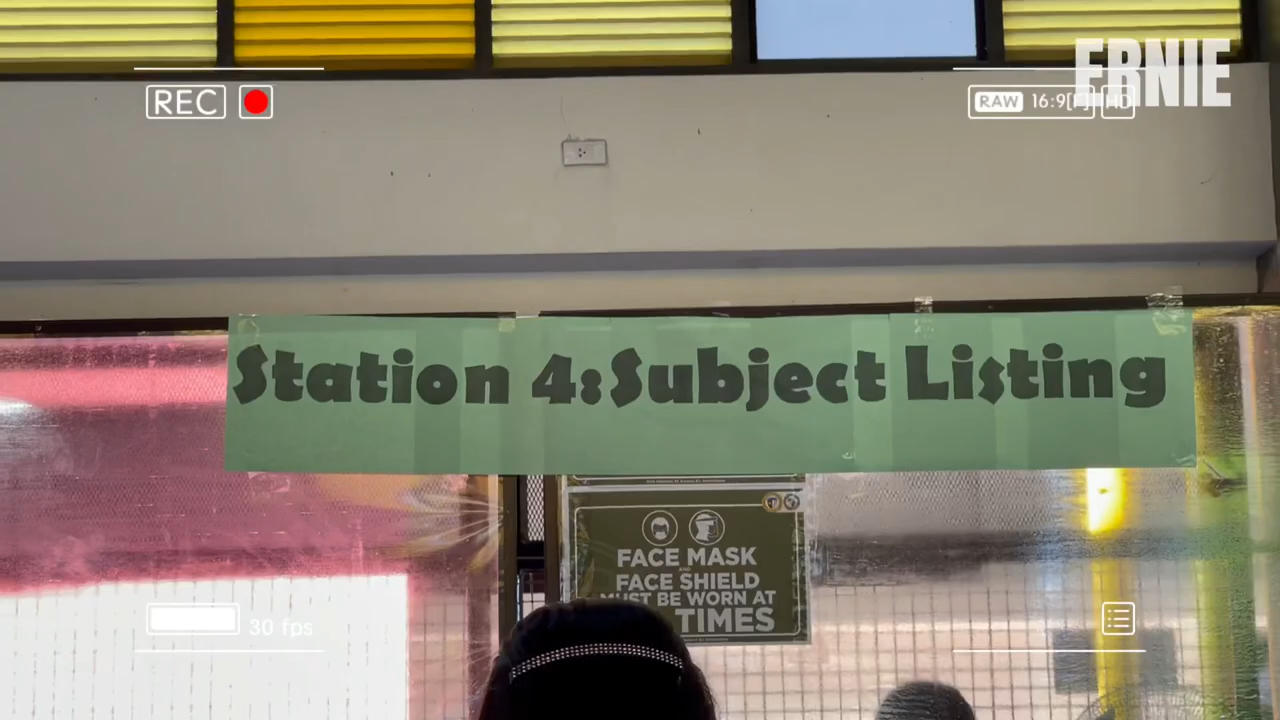 ERNIE
REC
RAW 16:9[F] HD
Station 4:Subject Listing
FACE MASK
AND
FACE SHIELD
MUST BE WORN AT
TIMES
30 fps